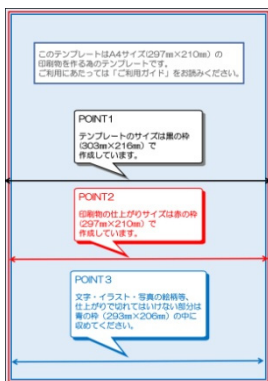 このテンプレートはA4サイズ(297㎜×210㎜)の
印刷物を作る為のテンプレートです。
ご利用にあたっては「ご利用ガイド」をお読みください。
POINT1
テンプレートのサイズは黒の枠
(303㎜×216㎜)で
作成しています。
POINT2
印刷物の仕上がりサイズは赤の枠
(297㎜×210㎜)で
作成しています。
POINT3
文字・イラスト・写真の絵柄等、
仕上がりで切れてはいけない部分は
青の枠(293㎜×206㎜)の中に
収めてください。